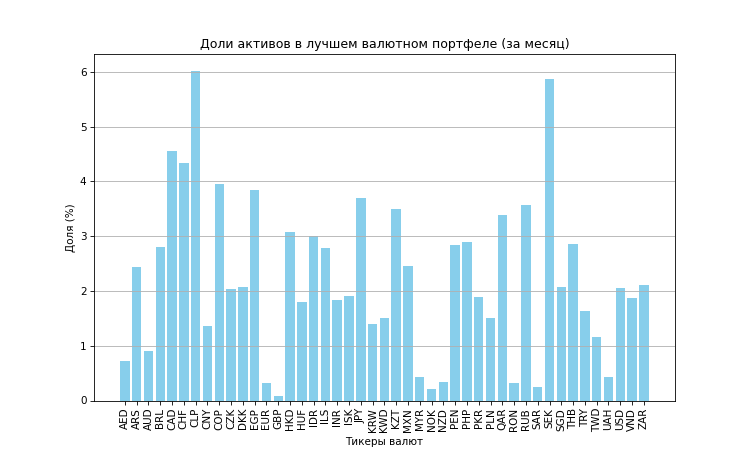 Доли активов в лучшем валютном портфеле (за месяц)
Доля (%)
6
5
4
3
2
1
0
AED
ARS
AUD
BRL
CAD
CHF
CLP
CNY
COP
CZK
DKK
EGP
EUR
GBP
HKD
HUF
IDR
ILS
INR
ISK
JPY
KRW
KWD
KZT
MXN
MYR
NOK
NZD
PEN
PHP
PKR
PLN
QAR
RON
RUB
SAR
SEK
SGD
THB
TRY
TWD
UAH
USD
VND
ZAR
Тикеры валют